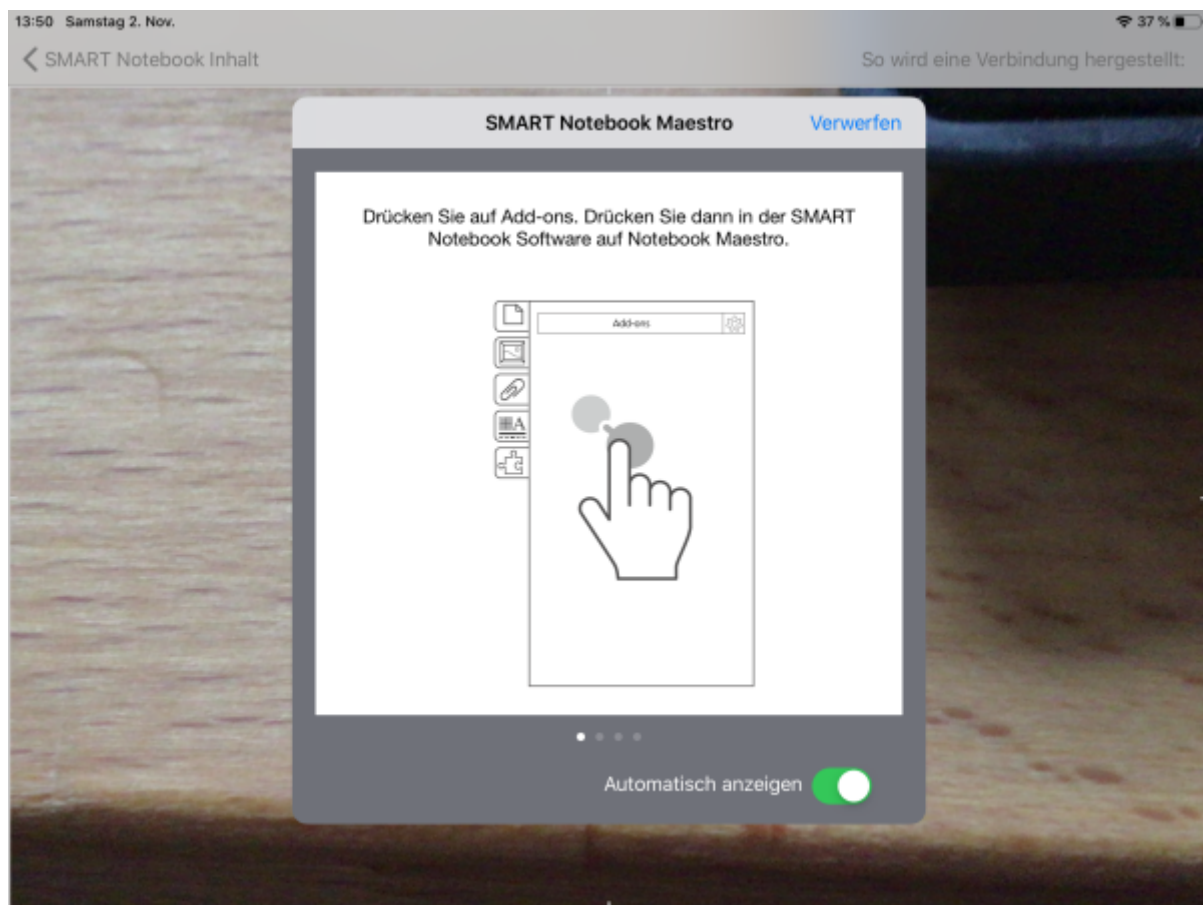 13:50 Samstag 2. Nov.
37 %
SMART Notebook Inhalt
So wird eine Verbindung hergestellt:
SMART Notebook Maestro
Verwerfen
Drücken Sie auf Add-ons. Drücken Sie dann in der SMART
Notebook Software auf Notebook Maestro.
Add-ons
A
Automatisch anzeigen